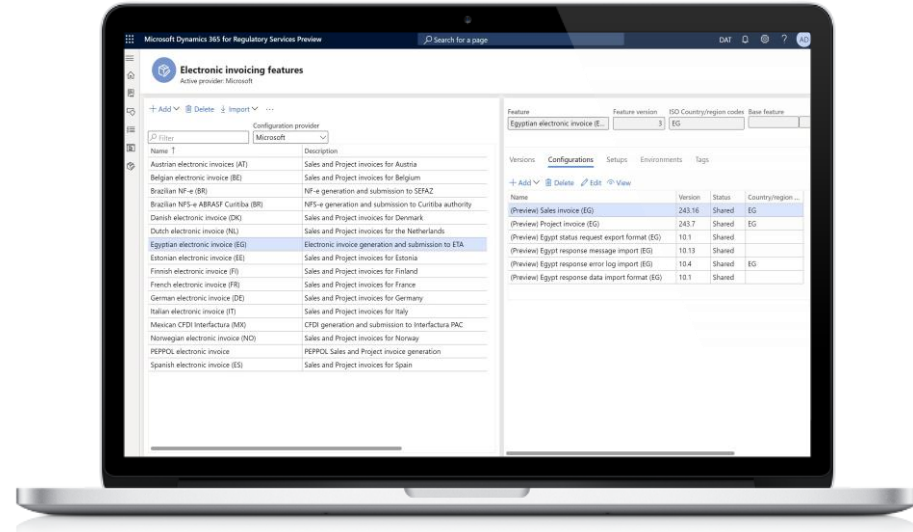 Microsoft Dynamics 365 for Regulatory Services Preview
Search for a page
DAT
?
AD
Electronic invoicing features
Active provider: Microsoft
+ Add
Delete
Import
...
Configuration provider
Filter
Microsoft
Name ↑ Description
Austrian electronic invoices (AT) Sales and Project invoices for Austria
Belgian electronic invoice (BE) Sales and Project invoices for Belgium
Brazilian NF-e (BR) NF-e generation and submission to SEFAZ
Brazilian NFS-e ABRASF Curitiba (BR) NFS-e generation and submission to Curitiba authority
Danish electronic invoice (DK) Sales and Project invoices for Denmark
Dutch electronic invoice (NL) Sales and Project invoices for the Netherlands
Egyptian electronic invoice (EG) Electronic invoice generation and submission to ETA
Estonian electronic invoice (EE) Sales and Project invoices for Estonia
Finnish electronic invoice (FI) Sales and Project invoices for Finland
French electronic invoice (FR) Sales and Project invoices for France
German electronic invoice (DE) Sales and Project invoices for Germany
Italian electronic invoice (IT) Sales and Project invoices for Italy
Mexican CFDI Interfactura (MX) CFDI generation and submission to Interfactura PAC
Norwegian electronic invoice (NO) Sales and Project invoices for Norway
PEPPOL electronic invoice PEPPOL Sales and Project invoice generation
Spanish electronic invoice (ES) Sales and Project invoices for Spain
Feature Feature version ISO Country/region codes Base feature
Egyptian electronic invoice (E... 3 EG
Versions Configurations Setups Environments Tags
+ Add Delete Edit View
Name Version Status Country/region ...
(Preview) Sales invoice (EG) 243.16 Shared EG
(Preview) Project invoice (EG) 243.7 Shared EG
(Preview) Egypt status request export format (EG) 10.1 Shared
(Preview) Egypt response message import (EG) 10.13 Shared
(Preview) Egypt response error log import (EG) 10.4 Shared EG
(Preview) Egypt response data import format (EG) 10.1 Shared